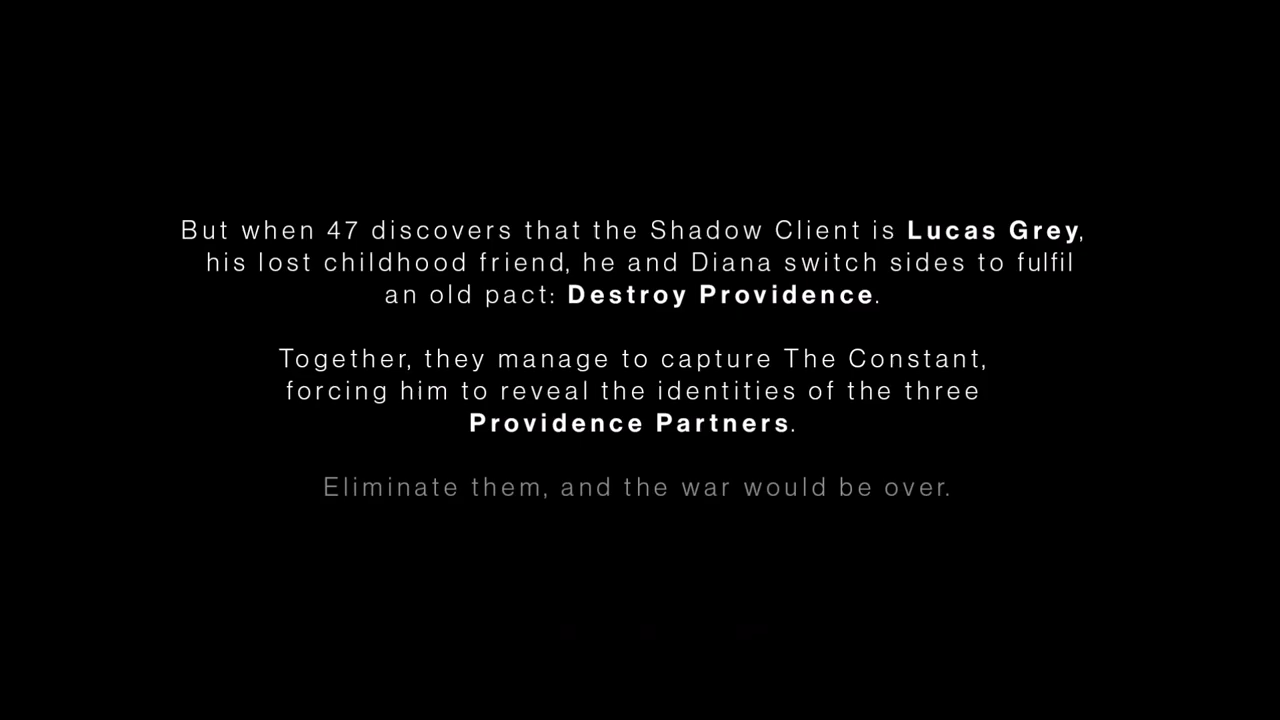 But when 47 discovers that the Shadow Client is Lucas Grey,
his lost childhood friend, he and Diana switch sides to fulfil
an old pact: Destroy Providence.
Together, they manage to capture The Constant,
forcing him to reveal the identities of the three
Providence Partners.
Eliminate them, and the war would be over.